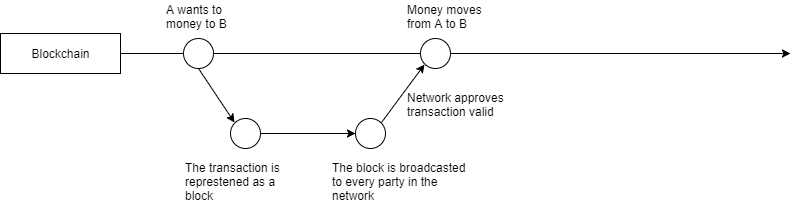 A wants to
money to B
Money moves
from A to B
Blockchain
Network approves
transaction valid
The transaction is
represtened as a
block
The block is broadcasted
to every party in the
network